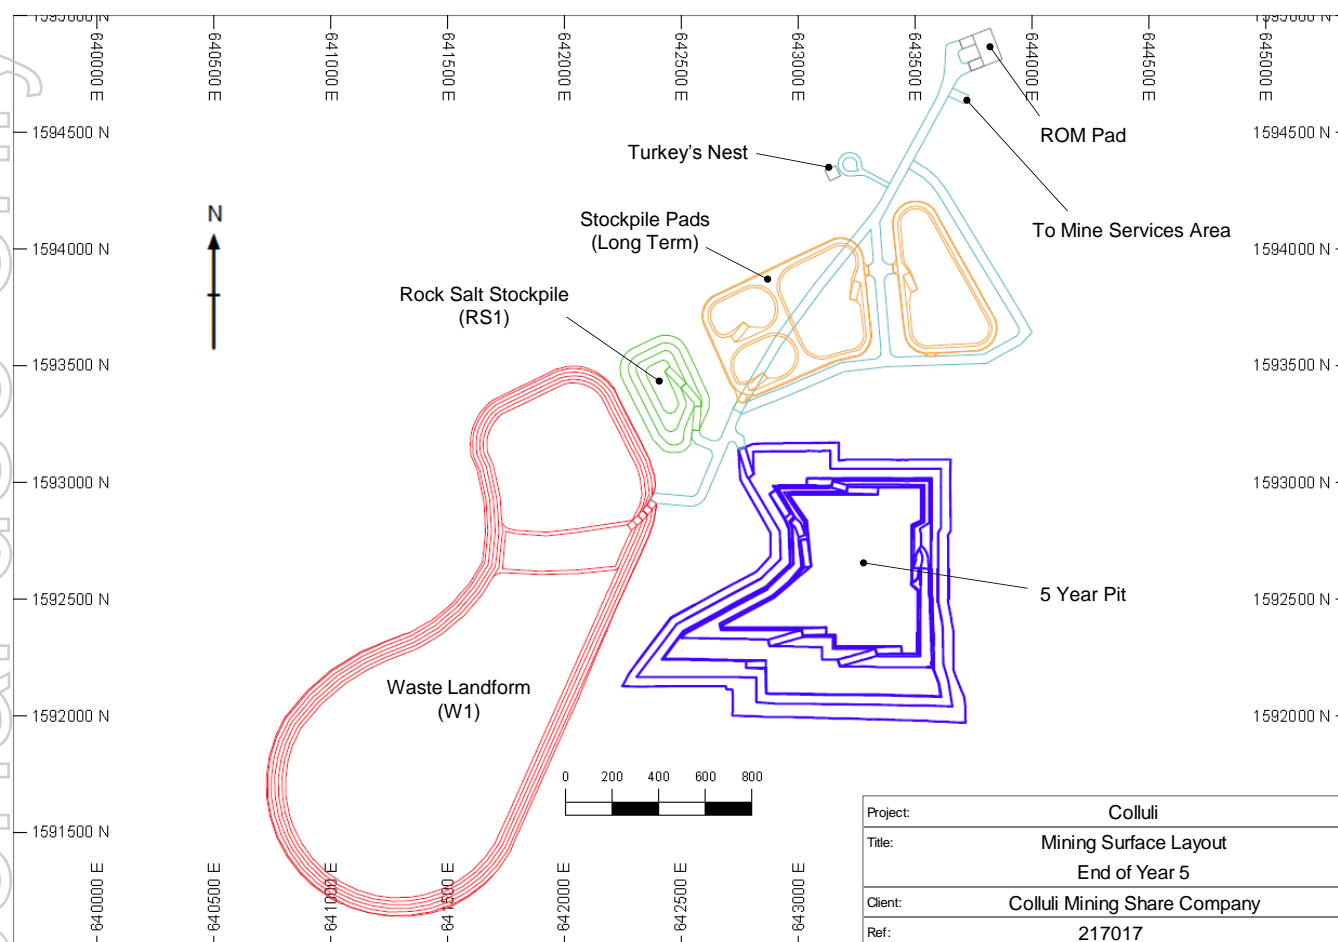 640000 E
640500 E
641000 E
641500 E
642000 E
642500 E
643000 E
643500 E
644000 E
644500 E
645000 E
1594500 N
1594500 N
ROM Pad
Turkey's Nest
N
Stockpile Pads
(Long Term)
To Mine Services Area
1594000 N
1594000 N
Rock Salt Stockpile
(RS1)
1593500 N
1593500 N
1593000 N
1593000 N
1592500 N
5 Year Pit
1592500 N
Waste Landform
(W1)
1592000 N
1592000 N
0 200 400 600 800
1591500 N
640000 E
640500 E
641000 E
641500 E
642000 E
642500 E
643000 E
Project: Colluli
Title: Mining Surface Layout
End of Year 5
Client: Colluli Mining Share Company
Ref: 217017